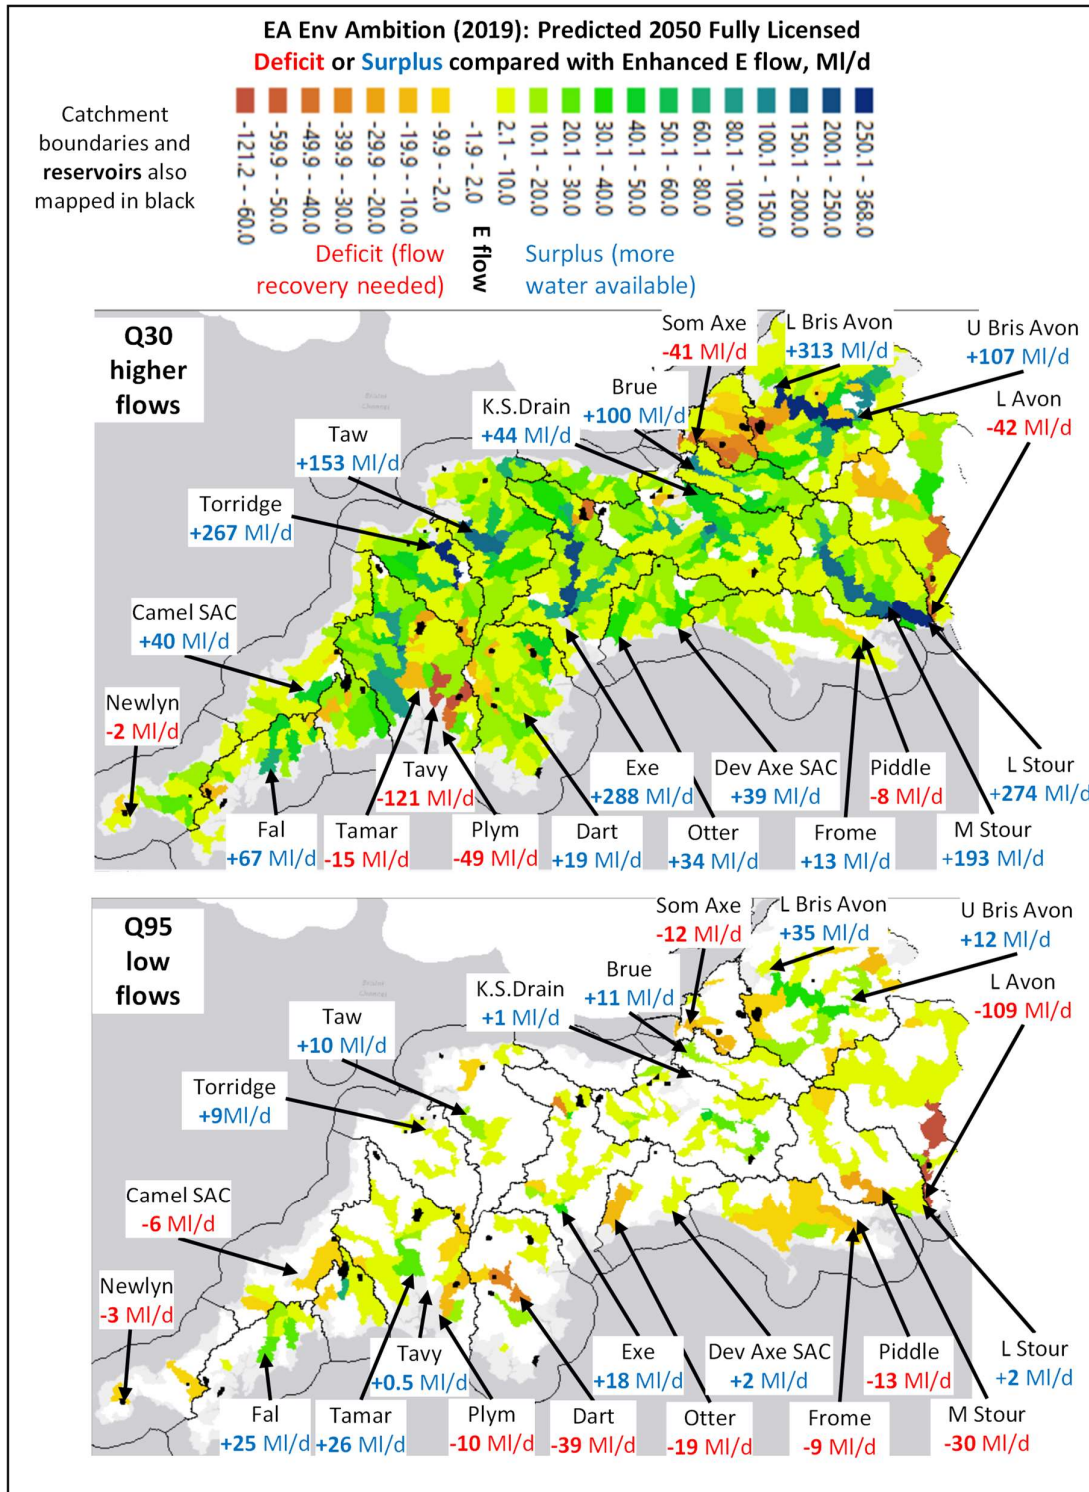 EA Env Ambition (2019): Predicted 2050 Fully Licensed
Deficit or Surplus compared with Enhanced E flow, Ml/d
Catchment
boundaries and
reservoirs also
mapped in black
-121.2 - -60.0
-59.9 - -50.0
-49.9 - -40.0
-39.9 - -30.0
-29.9 - -20.0
-19.9 - -10.0
-9.9 - -2.0
-1.9 - 2.0
2.1 - 10.0
10.1 - 20.0
20.1 - 30.0
30.1 - 40.0
40.1 - 50.0
50.1 - 60.0
60.1 - 80.0
80.1 - 100.0
100.1 - 150.0
150.1 - 200.0
200.1 - 250.0
250.1 - 368.0
Deficit (flow
recovery needed)
E flow
Surplus (more
water available)
Q30
higher
flows
Som Axe
-41 Ml/d
L Bris Avon
+313 Ml/d
U Bris Avon
+107 Ml/d
Brue
+100 Ml/d
L Avon
-42 Ml/d
K.S.Drain
+44 Ml/d
Taw
+153 Ml/d
Torridge
+267 Ml/d
Camel SAC
+40 Ml/d
Newlyn
-2 Ml/d
Tavy
-121 Ml/d
Exe
+288 Ml/d
Dev Axe SAC
+39 Ml/d
Piddle
-8 Ml/d
L Stour
+274 Ml/d
Fal
+67 Ml/d
Tamar
-15 Ml/d
Plym
-49 Ml/d
Dart
+19 Ml/d
Otter
+34 Ml/d
Frome
+13 Ml/d
M Stour
+193 Ml/d
Q95
low
flows
Som Axe
-12 Ml/d
L Bris Avon
+35 Ml/d
U Bris Avon
+12 Ml/d
Brue
+11 Ml/d
L Avon
-109 Ml/d
K.S.Drain
+1 Ml/d
Taw
+10 Ml/d
Torridge
+9Ml/d
Camel SAC
-6 Ml/d
Newlyn
-3 Ml/d
Tavy
+0.5 Ml/d
Exe
+18 Ml/d
Dev Axe SAC
+2 Ml/d
Piddle
-13 Ml/d
L Stour
+2 Ml/d
Fal
+25 Ml/d
Tamar
+26 Ml/d
Plym
-10 Ml/d
Dart
-39 Ml/d
Otter
-19 Ml/d
Frome
-9 Ml/d
M Stour
-30 Ml/d